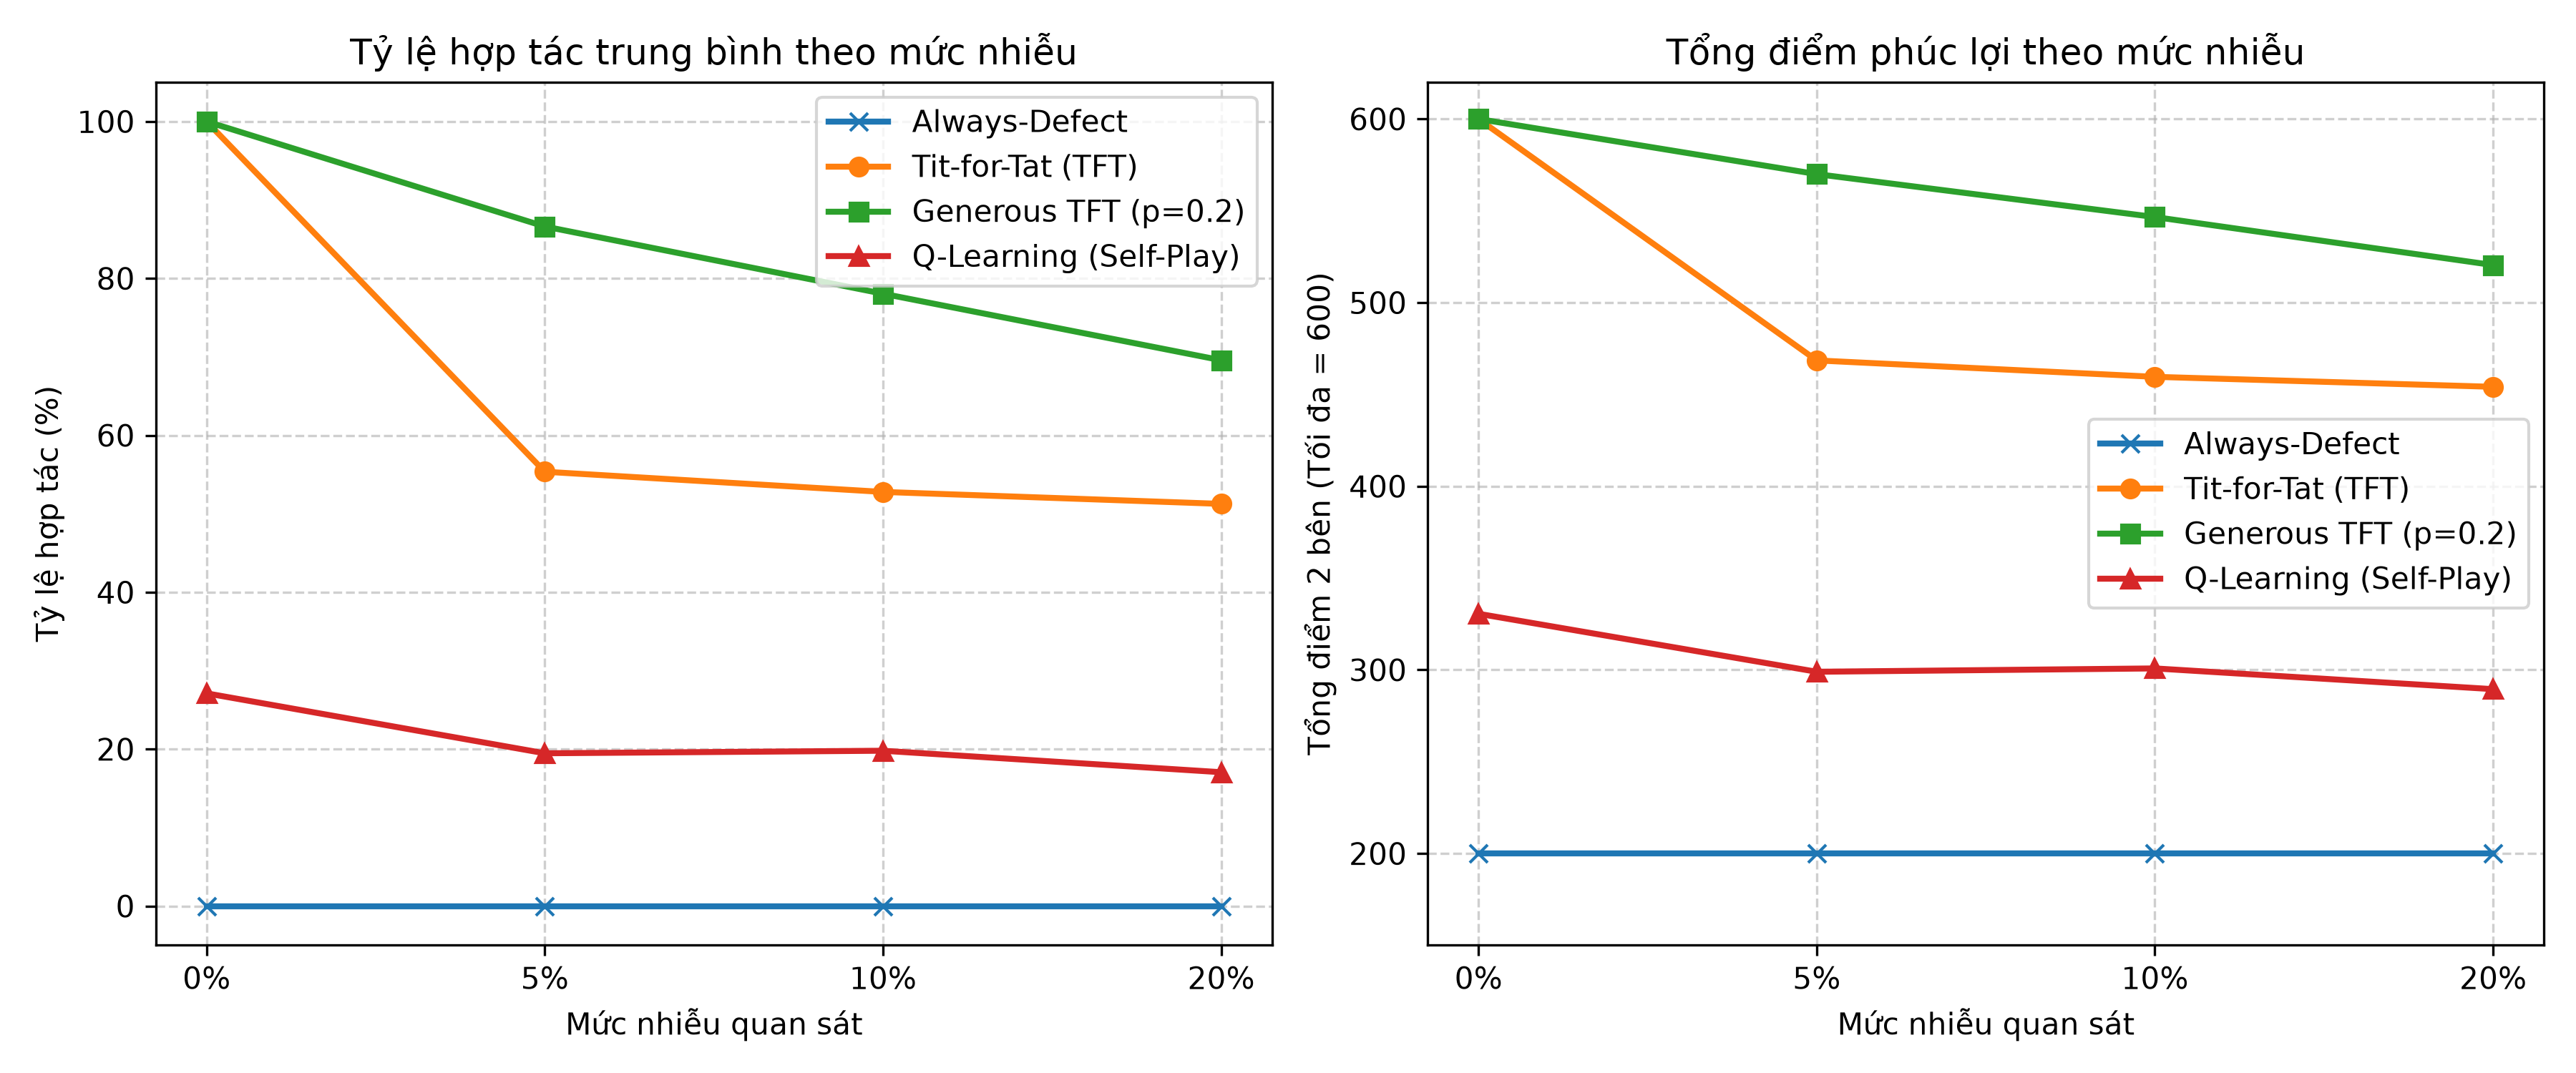 Tỷ lệ hợp tác trung bình theo mức nhiễu
Tỷ lệ hợp tác (%)
100
80
60
40
20
0
Always-Defect
Tit-for-Tat (TFT)
Generous TFT (p=0.2)
Q-Learning (Self-Play)
0%
5%
10%
20%
Mức nhiễu quan sát
Tổng điểm phúc lợi theo mức nhiễu
Tổng điểm 2 bên (Tối đa = 600)
600
500
400
300
200
Always-Defect
Tit-for-Tat (TFT)
Generous TFT (p=0.2)
Q-Learning (Self-Play)
0%
5%
10%
20%
Mức nhiễu quan sát